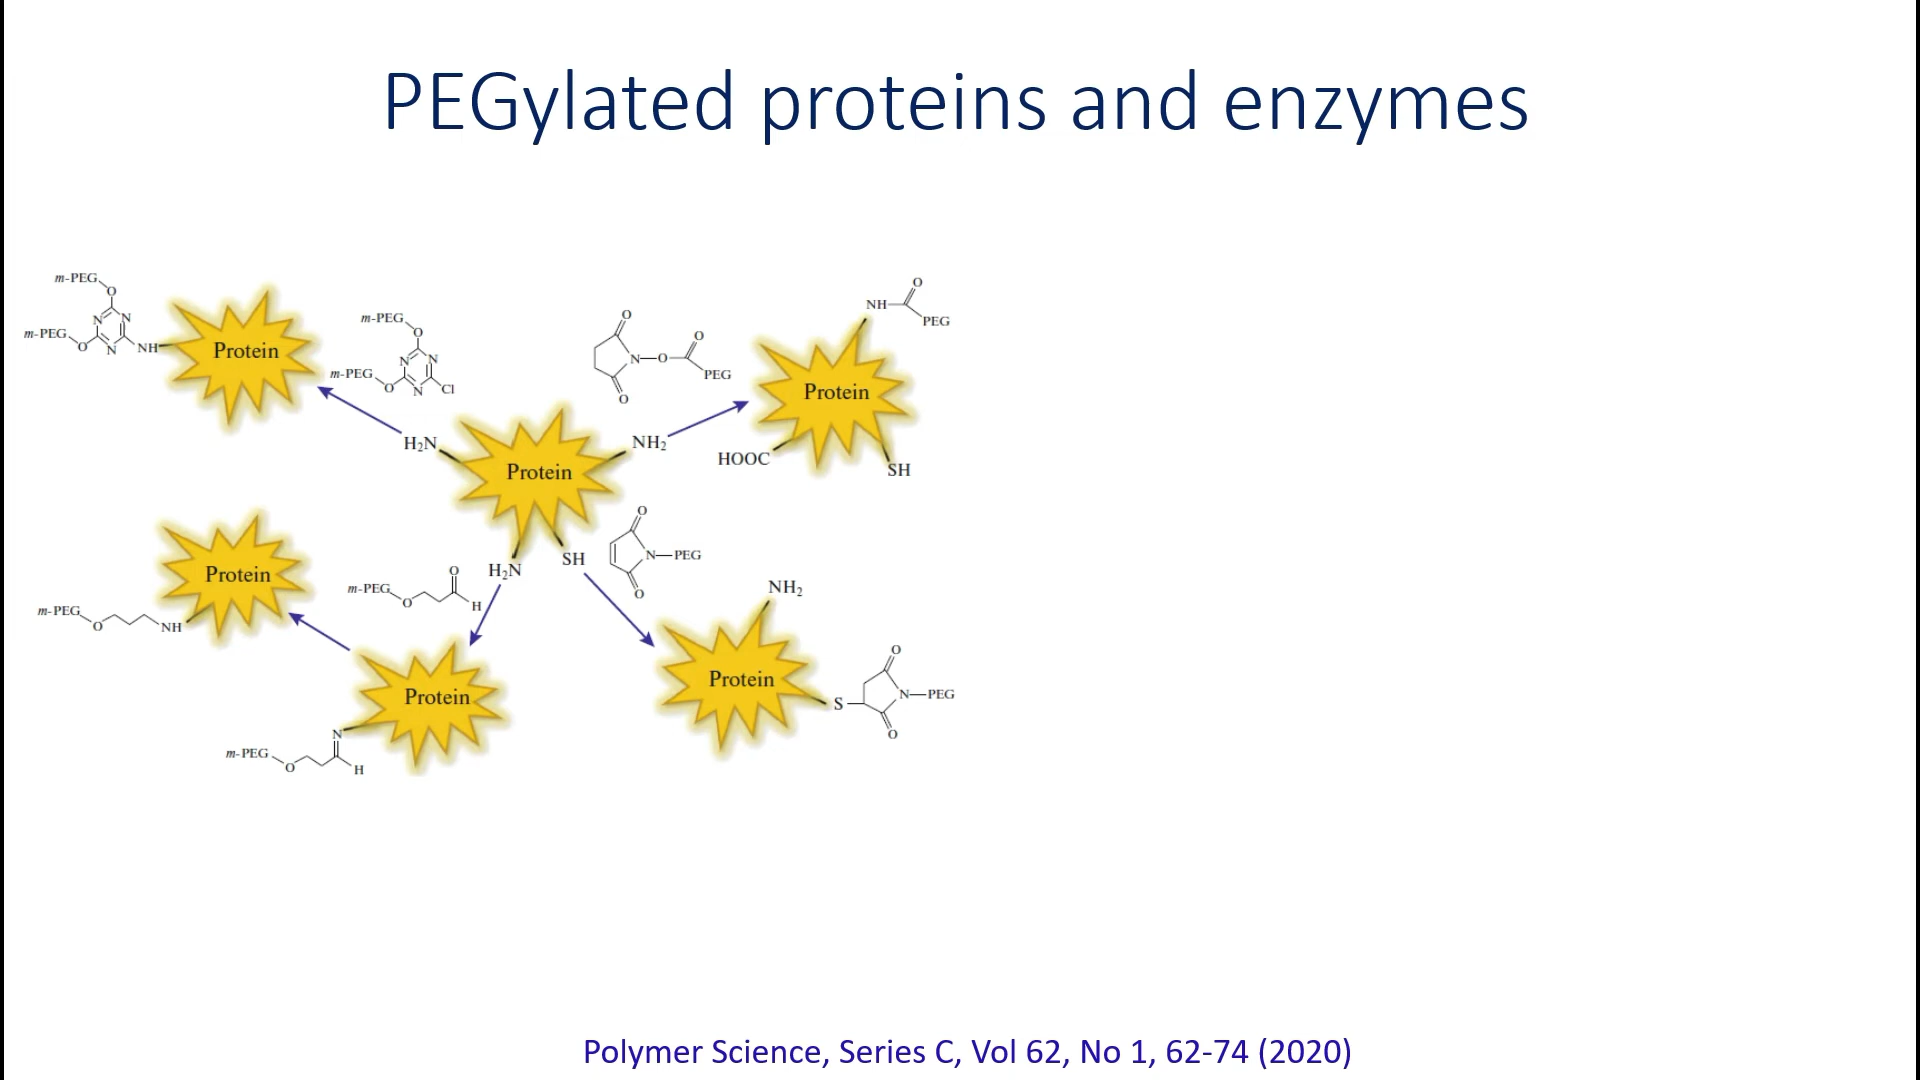 PEGylated proteins and enzymes
m-PEG
O
m-PEG
O
N
N
N
NH
Protein
m-PEG
O
m-PEG
O
N
N
N
Cl
O
N
O
O
PEG
O
NH
O
PEG
Protein
HOOC
SH
H₂N
Protein
NH₂
H₂N
SH
O
N
PEG
O
m-PEG
O
O
H
Protein
m-PEG
O
NH
Protein
N
m-PEG
O
H
NH₂
Protein
S
O
N
PEG
O
Polymer Science, Series C, Vol 62, No 1, 62-74 (2020)